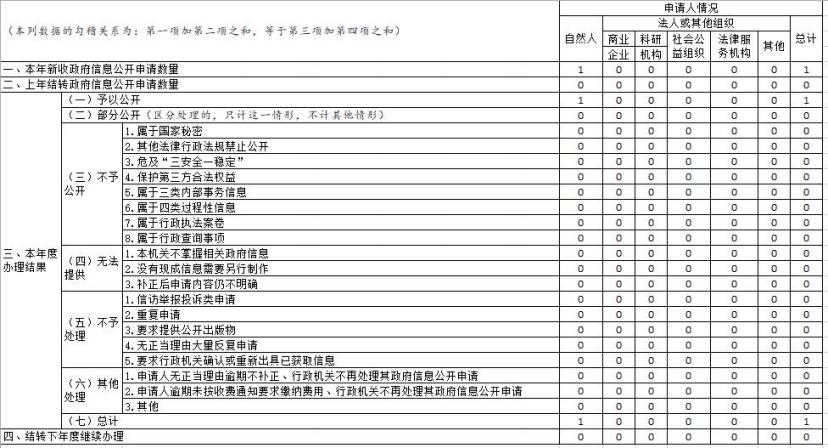 （本列数据的勾稽关系为：第一项加第二项之和，等于第三项加第四项之和）
申请人情况
自然人 法人或其他组织 总计
商业企业 科研机构 社会公益组织 法律服务机构 其他
一、本年新收政府信息公开申请数量 1 0 0 0 0 0 1
二、上年结转政府信息公开申请数量 0 0 0 0 0 0 0
三、本年度办理结果
（一）予以公开 1 0 0 0 0 0 1
（二）部分公开（区分处理的，只计这一情形，不计其他情形） 0 0 0 0 0 0 0
（三）不予公开
1.属于国家秘密 0 0 0 0 0 0 0
2.其他法律行政法规禁止公开 0 0 0 0 0 0 0
3.危及“三安全一稳定” 0 0 0 0 0 0 0
4.保护第三方合法权益 0 0 0 0 0 0 0
5.属于三类内部事务信息 0 0 0 0 0 0 0
6.属于四类过程性信息 0 0 0 0 0 0 0
7.属于行政执法案卷 0 0 0 0 0 0 0
8.属于行政查询事项 0 0 0 0 0 0 0
（四）无法提供
1.本机关不掌握相关政府信息 0 0 0 0 0 0 0
2.没有现成信息需要另行制作 0 0 0 0 0 0 0
3.补正后申请内容仍不明确 0 0 0 0 0 0 0
（五）不予处理
1.信访举报投诉类申请 0 0 0 0 0 0 0
2.重复申请 0 0 0 0 0 0 0
3.要求提供公开出版物 0 0 0 0 0 0 0
4.无正当理由大量反复申请 0 0 0 0 0 0 0
5.要求行政机关确认或重新出具已获取信息 0 0 0 0 0 0 0
（六）其他处理
1.申请人无正当理由逾期不补正、行政机关不再处理其政府信息公开申请 0 0 0 0 0 0 0
2.申请人逾期未按收费通知要求缴纳费用、行政机关不再处理其政府信息公开申请 0 0 0 0 0 0 0
3.其他 0 0 0 0 0 0 0
（七）总计 1 0 0 0 0 0 1
四、结转下年度继续办理 0 0 0 0 0 0 0